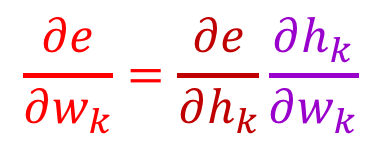 ∂e/∂w_k = ∂e/∂h_k ∂h_k/∂w_k